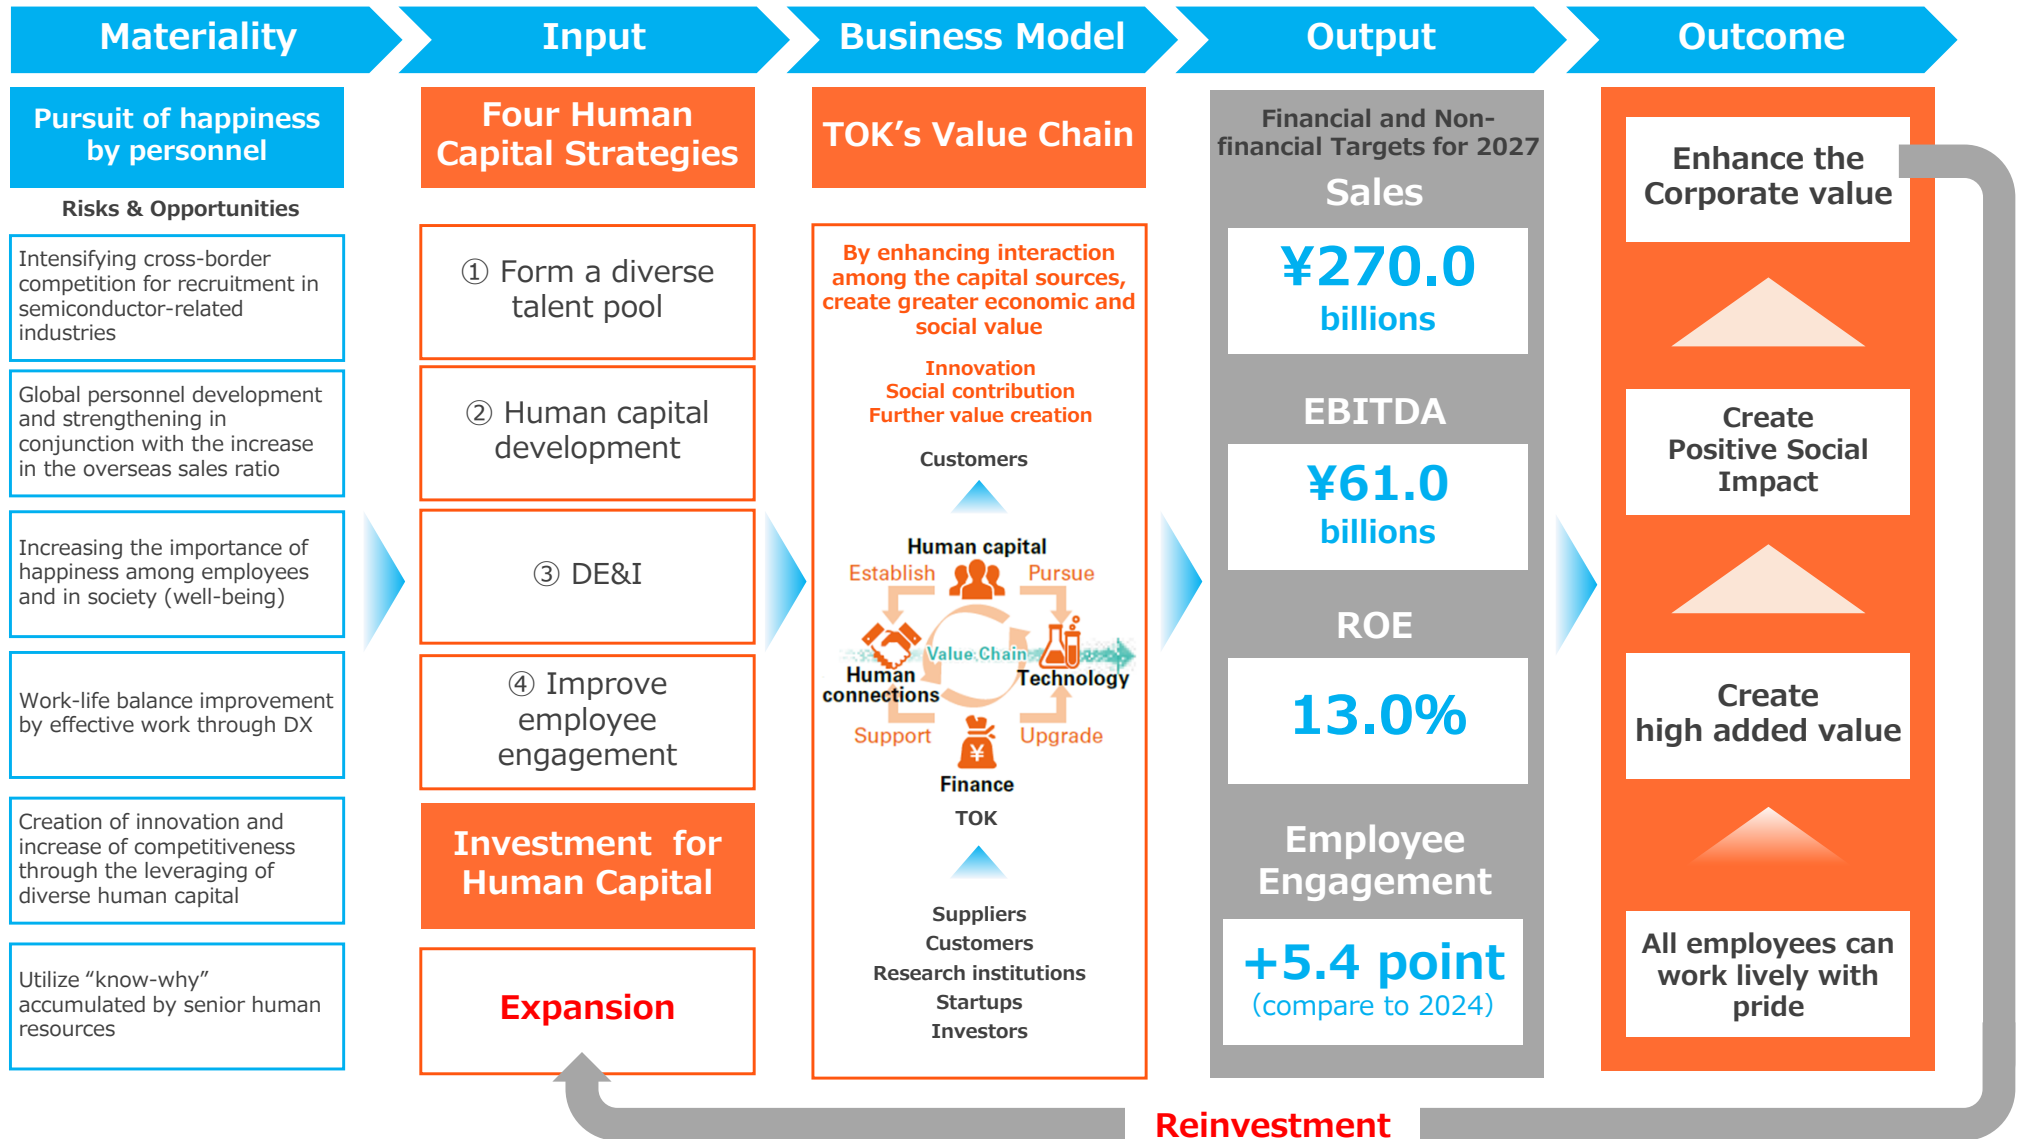 Materiality
Input
Business Model
Output
Outcome
Pursuit of happiness
by personnel
Risks & Opportunities
Intensifying cross-border
competition for recruitment in
semiconductor-related
industries
Global personnel development
and strengthening in
conjunction with the increase
in the overseas sales ratio
Increasing the importance of
happiness among employees
and in society (well-being)
Work-life balance improvement
by effective work through DX
Creation of innovation and
increase of competitiveness
through the leveraging of
diverse human capital
Utilize “know-why”
accumulated by senior human
resources
Four Human
Capital Strategies
① Form a diverse
talent pool
② Human capital
development
③ DE&I
④ Improve
employee
engagement
Investment for
Human Capital
Expansion
TOK’s Value Chain
By enhancing interaction
among the capital sources,
create greater economic and
social value
Innovation
Social contribution
Further value creation
Customers
Human capital
Establish
Pursue
Value Chain
Human
connections
Technology
Support
Upgrade
¥
Finance
TOK
Suppliers
Customers
Research institutions
Startups
Investors
Financial and Non-
financial Targets for 2027
Sales
¥270.0
billions
EBITDA
¥61.0
billions
ROE
13.0%
Employee
Engagement
+5.4 point
（compare to 2024）
Enhance the
Corporate value
Create
Positive Social
Impact
Create
high added value
All employees can
work lively with
pride
Reinvestment